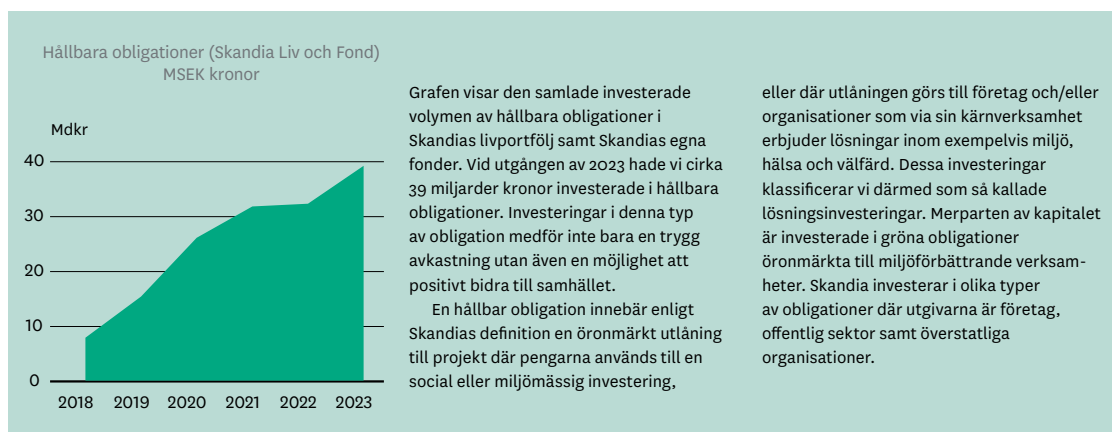 Hållbara obligationer (Skandia Liv och Fond)
MSEK kronor
Mdkr
40
30
20
10
0
2018 2019 2020 2021 2022 2023
Grafen visar den samlade investerade
volymen av hållbara obligationer i
Skandias livportfölj samt Skandias egna
fonder. Vid utgången av 2023 hade vi cirka
39 miljarder kronor investerade i hållbara
obligationer. Investeringar i denna typ
av obligation medför inte bara en trygg
avkastning utan även en möjlighet att
positivt bidra till samhället.
En hållbar obligation innebär enligt
Skandias definition en öronmärkt utlåning
till projekt där pengarna används till en
social eller miljömässig investering,
eller där utlåningen görs till företag och/eller
organisationer som via sin kärnverksamhet
erbjuder lösningar inom exempelvis miljö,
hälsa och välfärd. Dessa investeringar
klassificerar vi därmed som så kallade
lösningsinvesteringar. Merparten av kapitalet
är investerade i gröna obligationer
öronmärkta till miljöförbättrande verksam-
heter. Skandia investerar i olika typer
av obligationer där utgivarna är företag,
offentlig sektor samt överstatliga
organisationer.